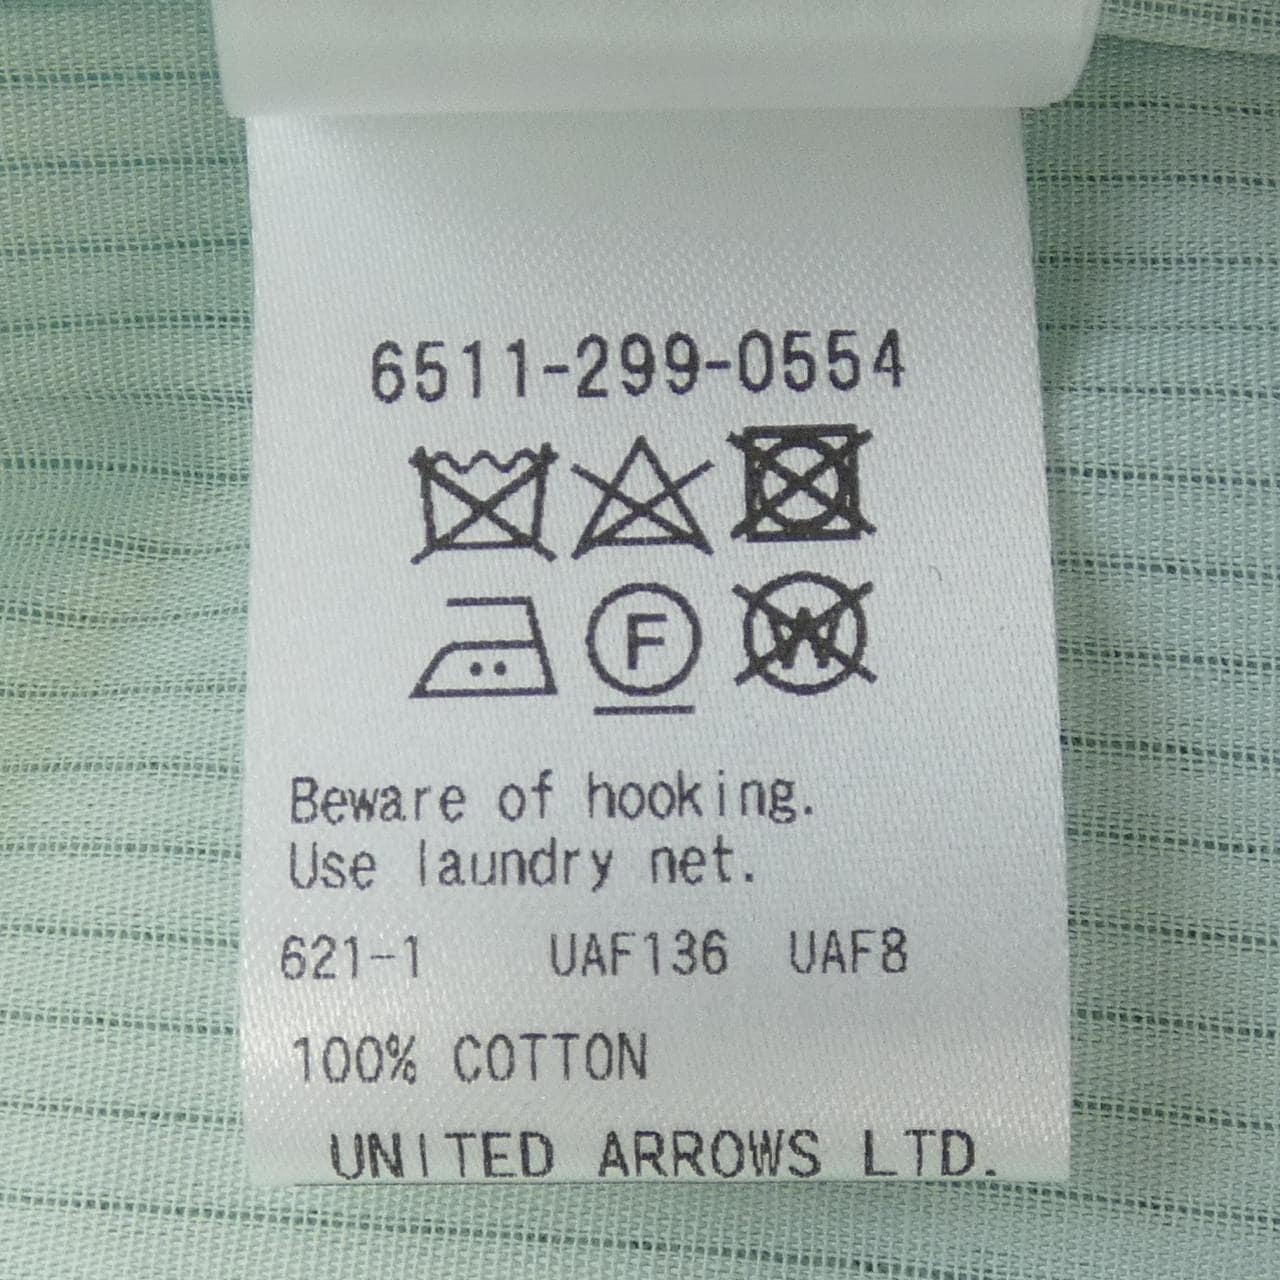 6511-299-0554
F W
Beware of hooking.
Use laundry net.
621-1 UAF136 UAF8
100% COTTON
UNITED ARROWS LTD.